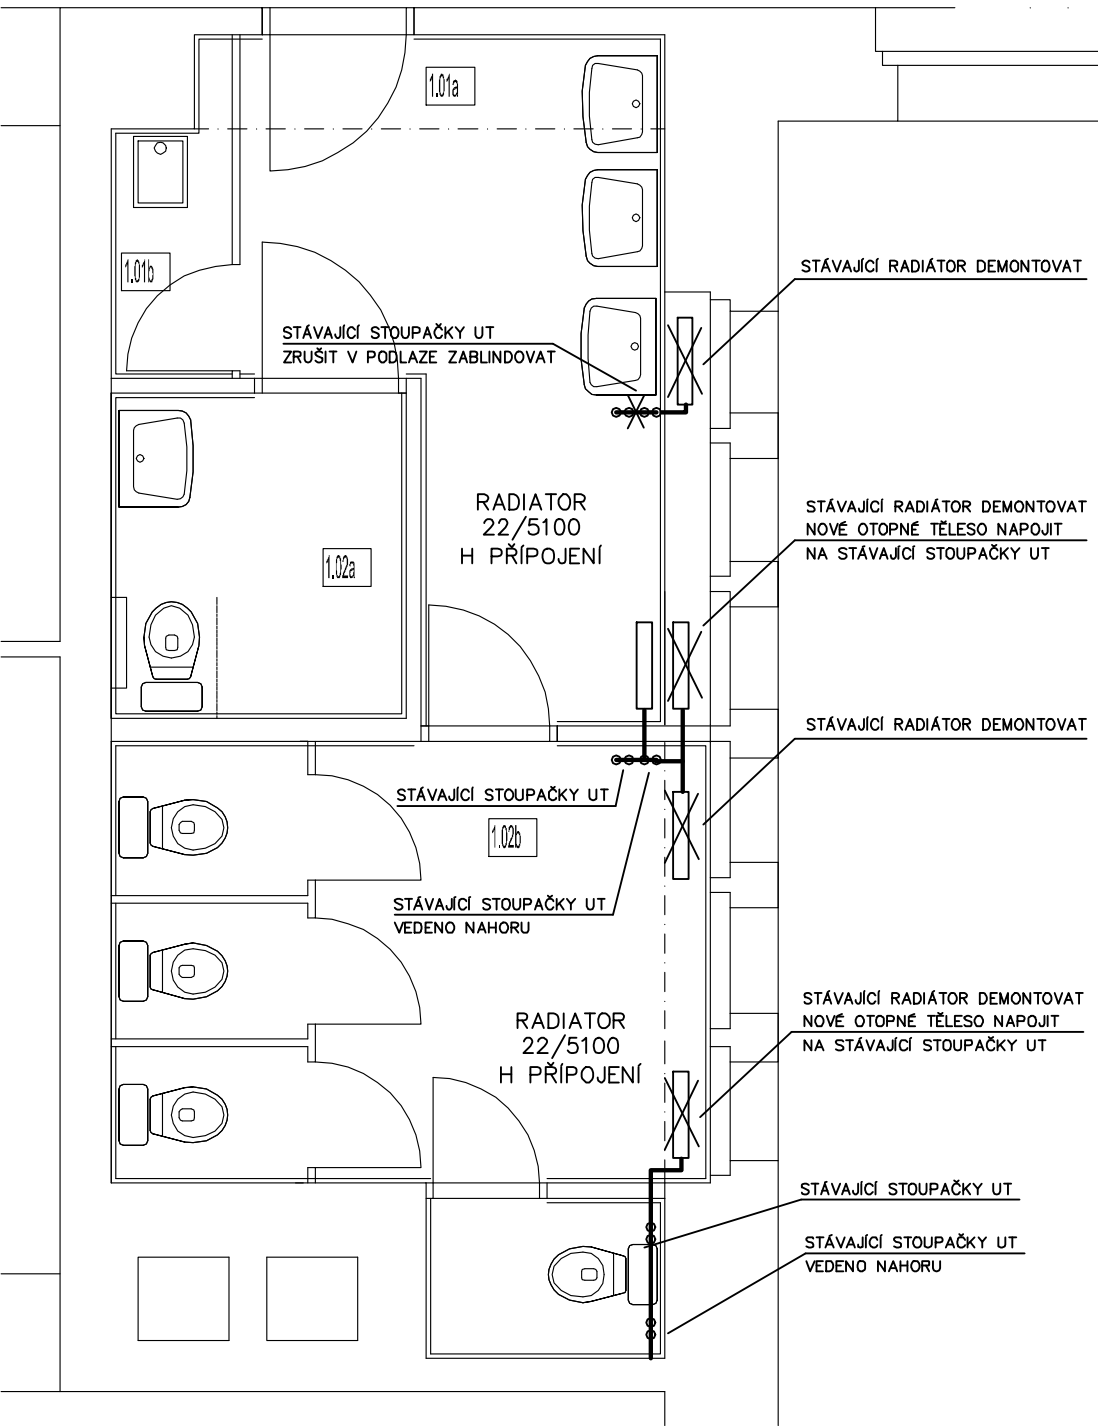 1.01a
1.01b
STÁVAJÍCÍ RADIÁTOR DEMONTOVAT
STÁVAJÍCÍ STOUPAČKY UT
ZRUŠIT V PODLAZE ZABLINDOVAT
RADIATOR
22/5100
H PŘÍPOJENÍ
STÁVAJÍCÍ RADIÁTOR DEMONTOVAT
NOVÉ OTOPNÉ TĚLESO NAPOJIT
NA STÁVAJÍCÍ STOUPAČKY UT
1.02a
STÁVAJÍCÍ RADIÁTOR DEMONTOVAT
STÁVAJÍCÍ STOUPAČKY UT
1.02b
STÁVAJÍCÍ STOUPAČKY UT
VEDENO NAHORU
RADIATOR
22/5100
H PŘÍPOJENÍ
STÁVAJÍCÍ RADIÁTOR DEMONTOVAT
NOVÉ OTOPNÉ TĚLESO NAPOJIT
NA STÁVAJÍCÍ STOUPAČKY UT
STÁVAJÍCÍ STOUPAČKY UT
STÁVAJÍCÍ STOUPAČKY UT
VEDENO NAHORU